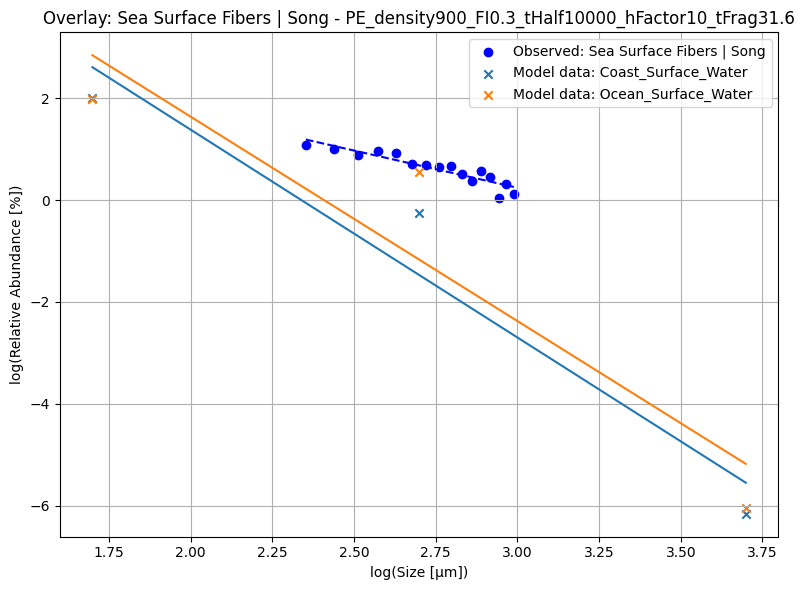 Overlay: Sea Surface Fibers | Song - PE_density900_FI0.3_tHalf10000_hFactor10_tFrag31.6
Observed: Sea Surface Fibers | Song
Model data: Coast_Surface_Water
Model data: Ocean_Surface_Water
log(Relative Abundance [%])
2
0
−2
−4
−6
1.75 2.00 2.25 2.50 2.75 3.00 3.25 3.50 3.75
log(Size [µm])